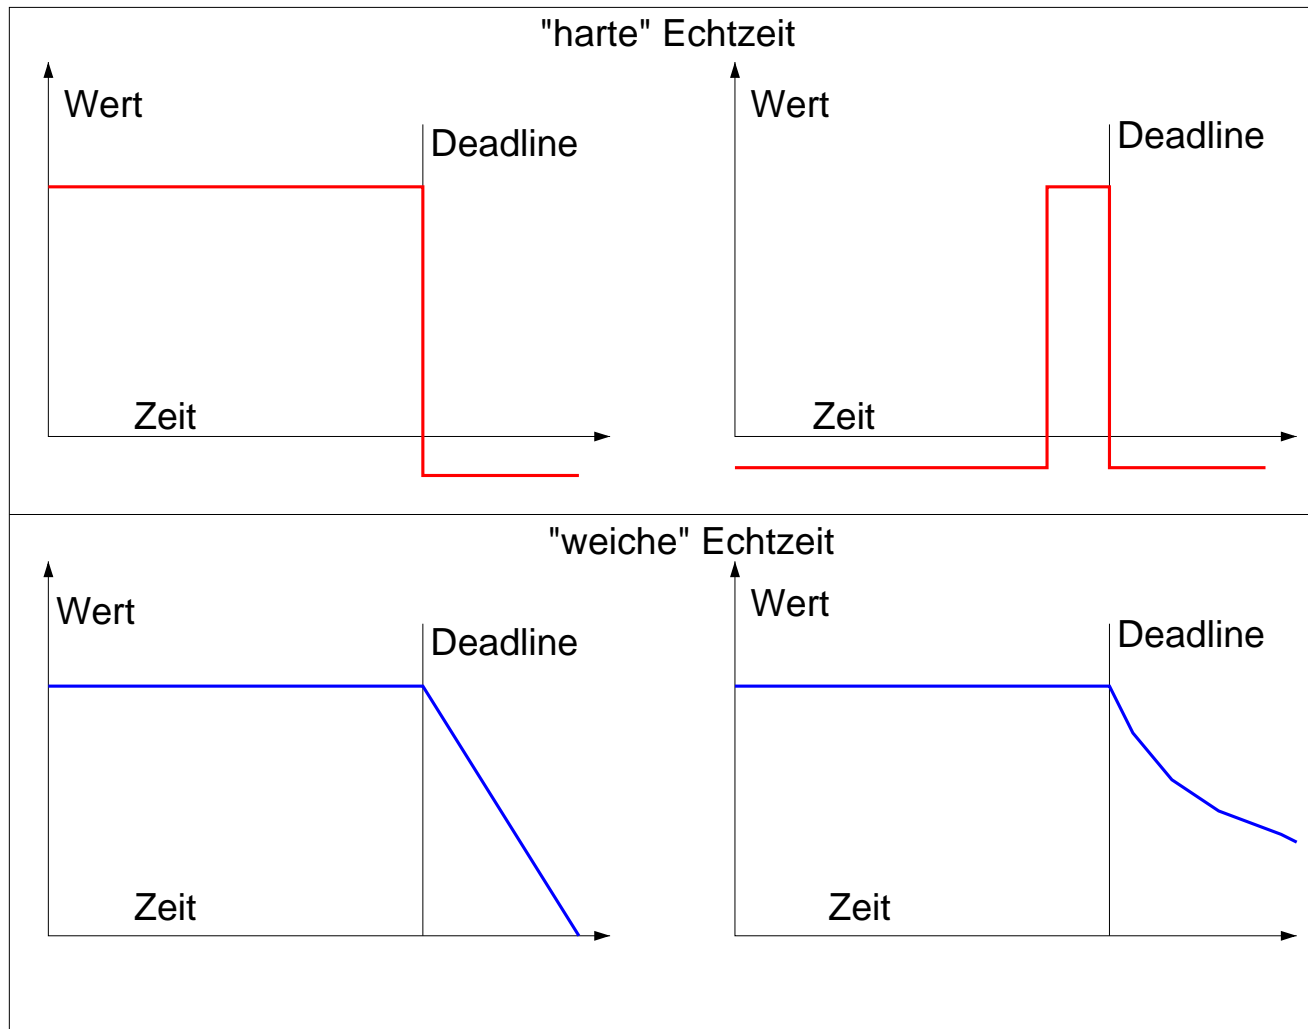 "harte" Echtzeit
Wert
Deadline
Zeit
Wert
Deadline
Zeit
"weiche" Echtzeit
Wert
Deadline
Zeit
Wert
Deadline
Zeit